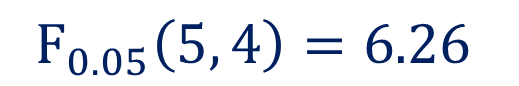 F₀.₀₅(5, 4) = 6.26